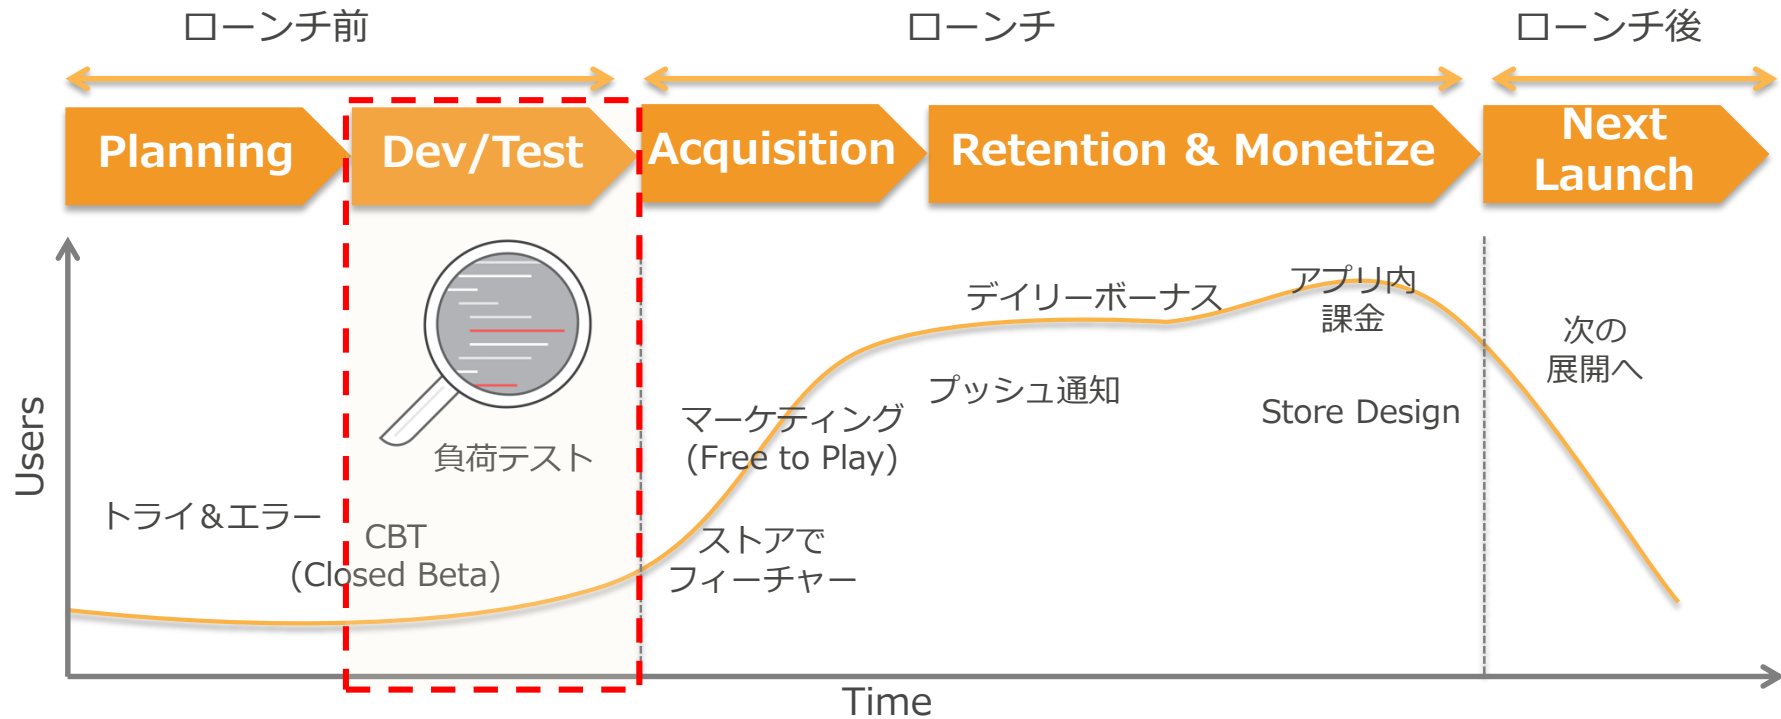 ローンチ前
ローンチ
ローンチ後
Planning
Dev/Test
Acquisition
Retention & Monetize
Next
Launch
Users
トライ＆エラー
負荷テスト
CBT
(Closed Beta)
マーケティング
(Free to Play)
ストアで
フィーチャー
デイリーボーナス
プッシュ通知
アプリ内
課金
Store Design
次の
展開へ
Time